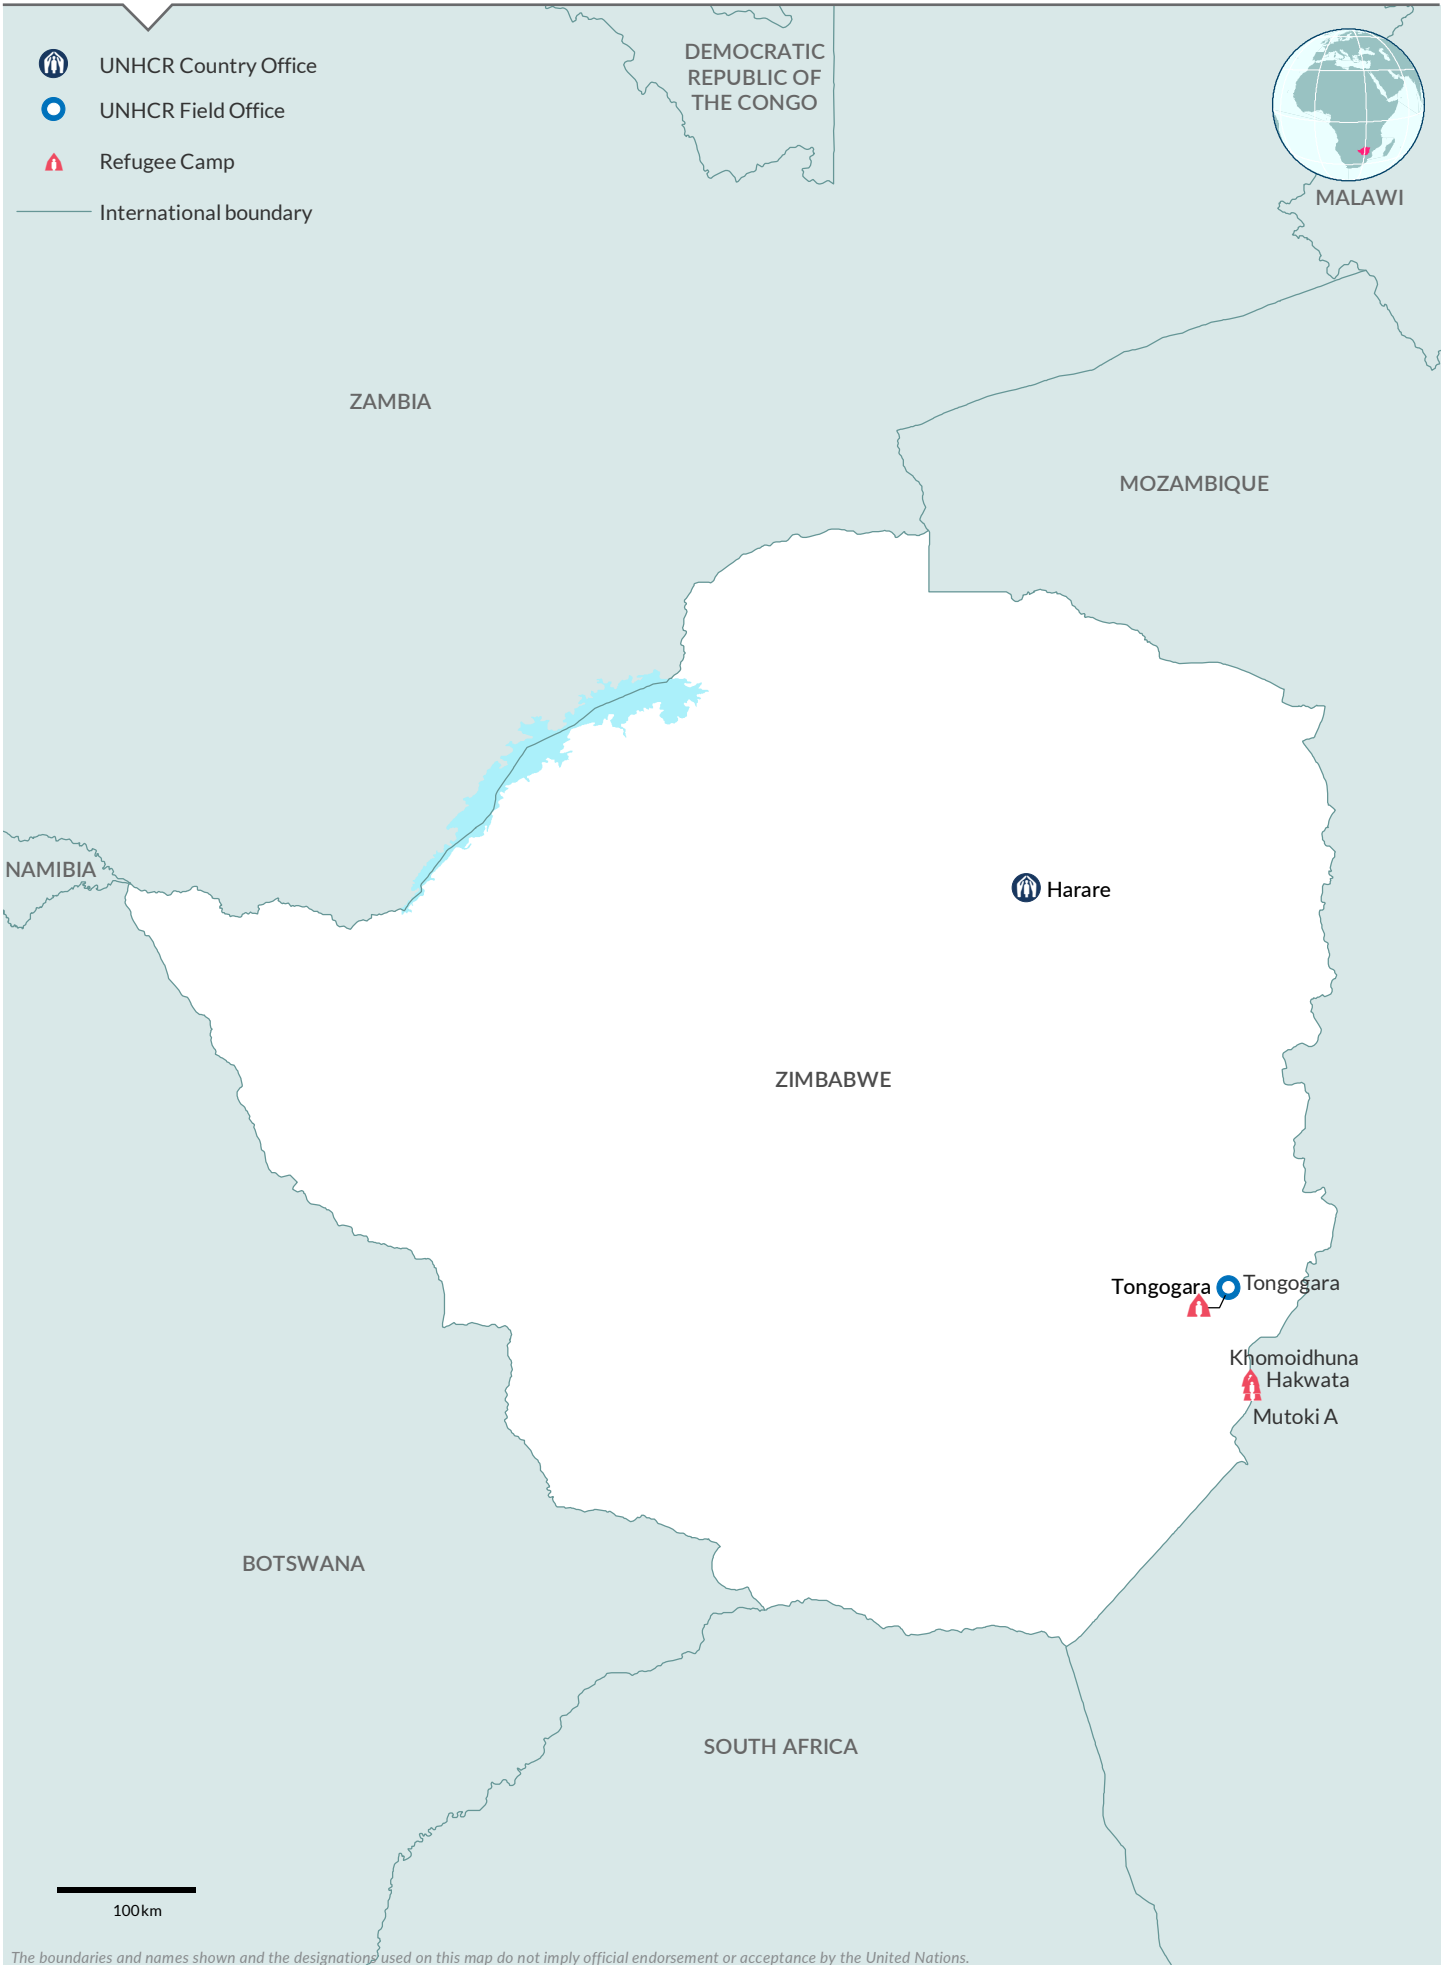 UNHCR Country Office
UNHCR Field Office
Refugee Camp
International boundary
DEMOCRATIC
REPUBLIC OF
THE CONGO
MALAWI
ZAMBIA
MOZAMBIQUE
NAMIBIA
Harare
ZIMBABWE
Tongogara
Tongogara
Khomoidhuna
Hakwata
Mutoki A
BOTSWANA
SOUTH AFRICA
100km
The boundaries and names shown and the designations used on this map do not imply official endorsement or acceptance by the United Nations.